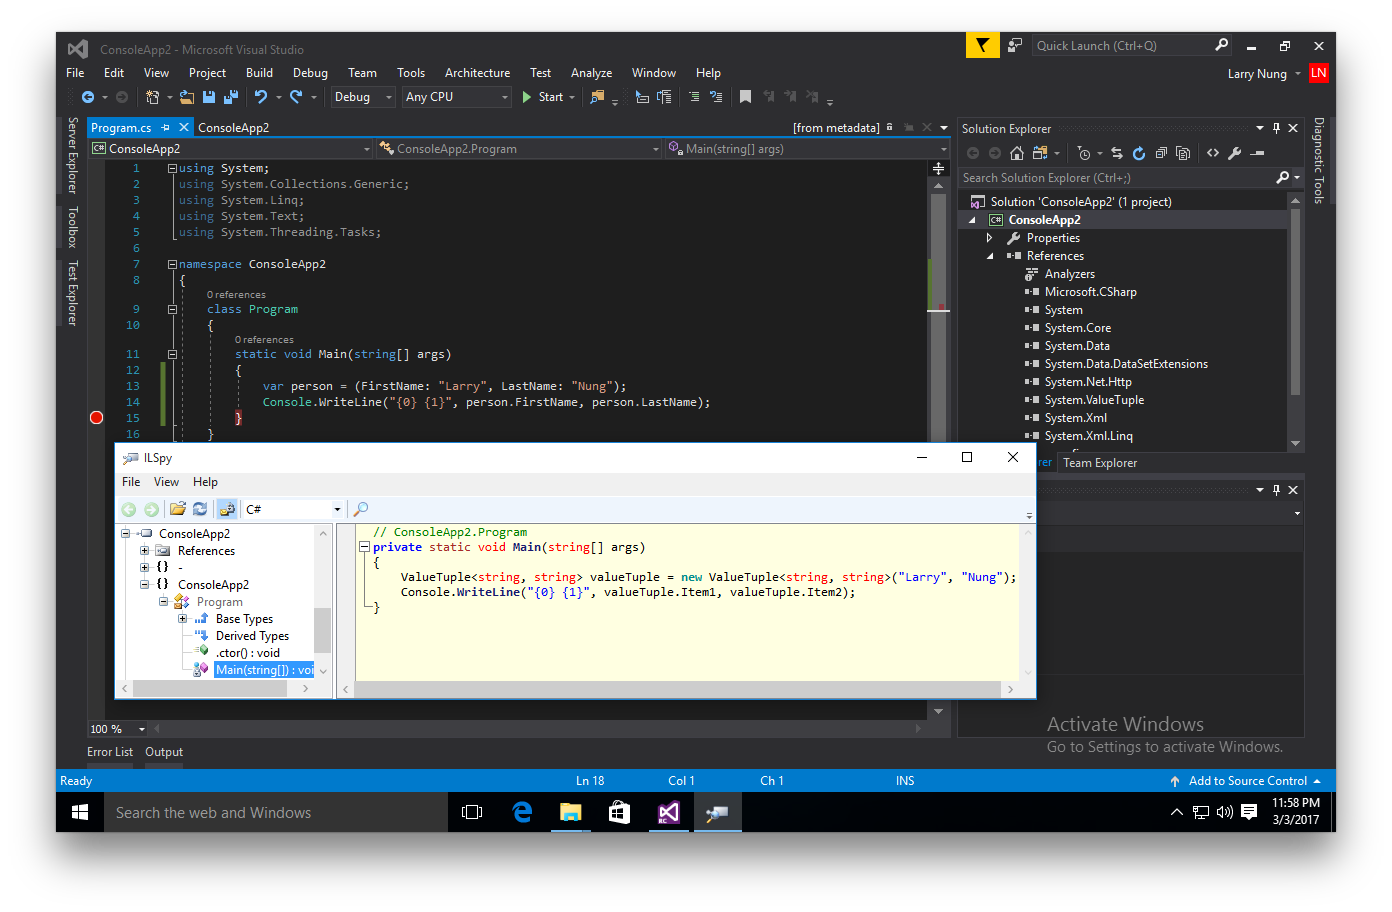 ConsoleApp2 - Microsoft Visual Studio
Quick Launch (Ctrl+Q)
File Edit View Project Build Debug Team Tools Architecture Test Analyze Window Help
Larry Nung LN
Debug Any CPU Start
Server Explorer
Toolbox
Test Explorer
Program.cs ConsoleApp2 [from metadata]
C# ConsoleApp2 ConsoleApp2.Program Main(string[] args)
1 using System;
2 using System.Collections.Generic;
3 using System.Linq;
4 using System.Text;
5 using System.Threading.Tasks;
6
7 namespace ConsoleApp2
8 {
0 references
9 class Program
10 {
0 references
11 static void Main(string[] args)
12 {
13 var person = (FirstName: "Larry", LastName: "Nung");
14 Console.WriteLine("{0} {1}", person.FirstName, person.LastName);
15 }
16 }
Solution Explorer
Search Solution Explorer (Ctrl+;)
Solution 'ConsoleApp2' (1 project)
C# ConsoleApp2
Properties
References
Analyzers
Microsoft.CSharp
System
System.Core
System.Data
System.Data.DataSetExtensions
System.Net.Http
System.ValueTuple
System.Xml
System.Xml.Linq
Team Explorer
Diagnostic Tools
ILSpy
File View Help
C#
ConsoleApp2
References
{} -
{} ConsoleApp2
Program
Base Types
Derived Types
.ctor() : void
Main(string[]) : voi
// ConsoleApp2.Program
private static void Main(string[] args)
{
ValueTuple<string, string> valueTuple = new ValueTuple<string, string>("Larry", "Nung");
Console.WriteLine("{0} {1}", valueTuple.Item1, valueTuple.Item2);
}
Activate Windows
Go to Settings to activate Windows.
100 %
Error List Output
Ready Ln 18 Col 1 Ch 1 INS Add to Source Control
Search the web and Windows
RC
11:58 PM
3/3/2017